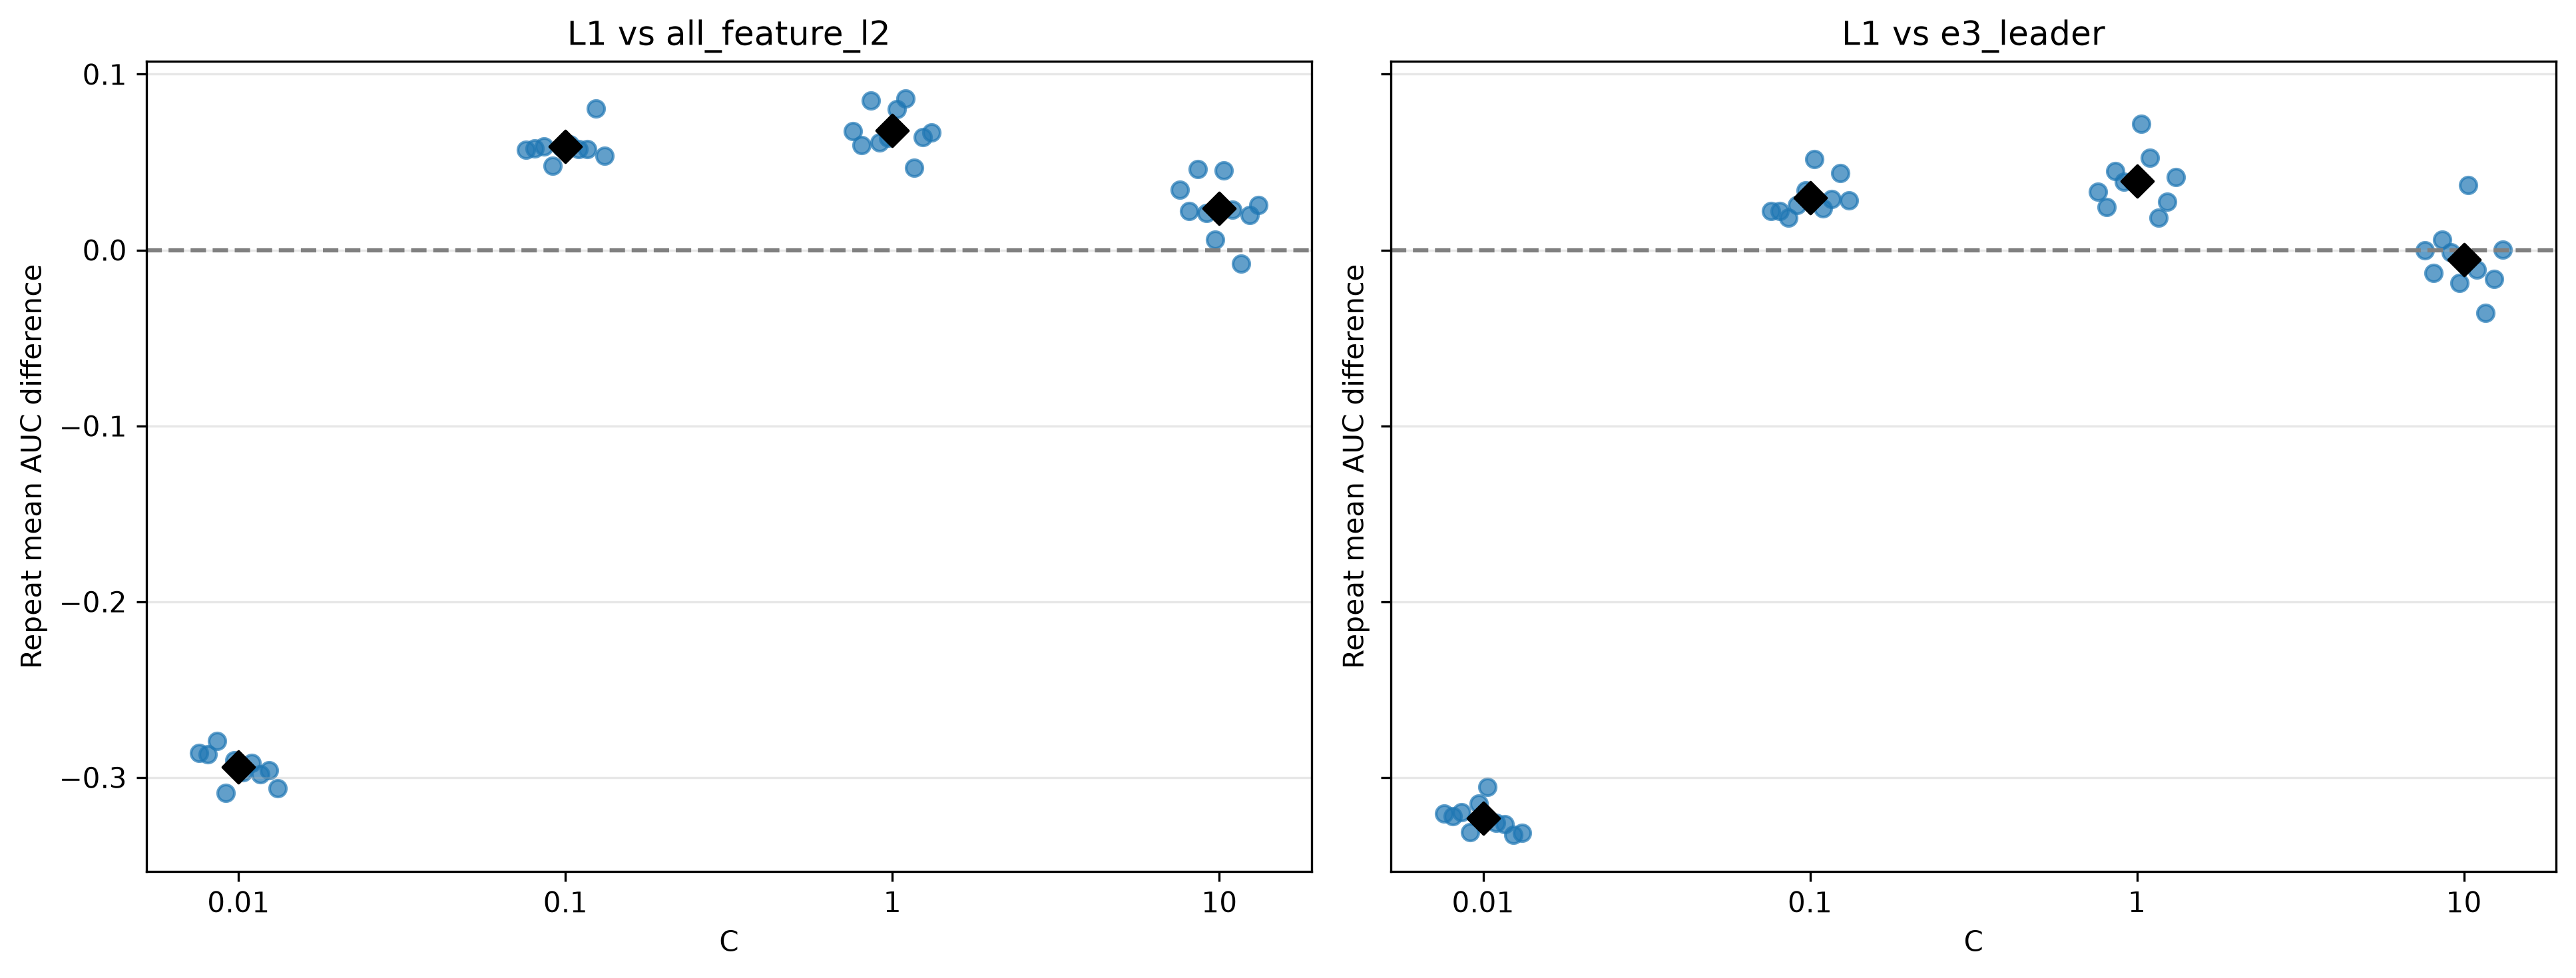 L1 vs all_feature_l2
Repeat mean AUC difference
0.1
0.0
−0.1
−0.2
−0.3
0.01
0.1
1
10
C
L1 vs e3_leader
Repeat mean AUC difference
0.01
0.1
1
10
C